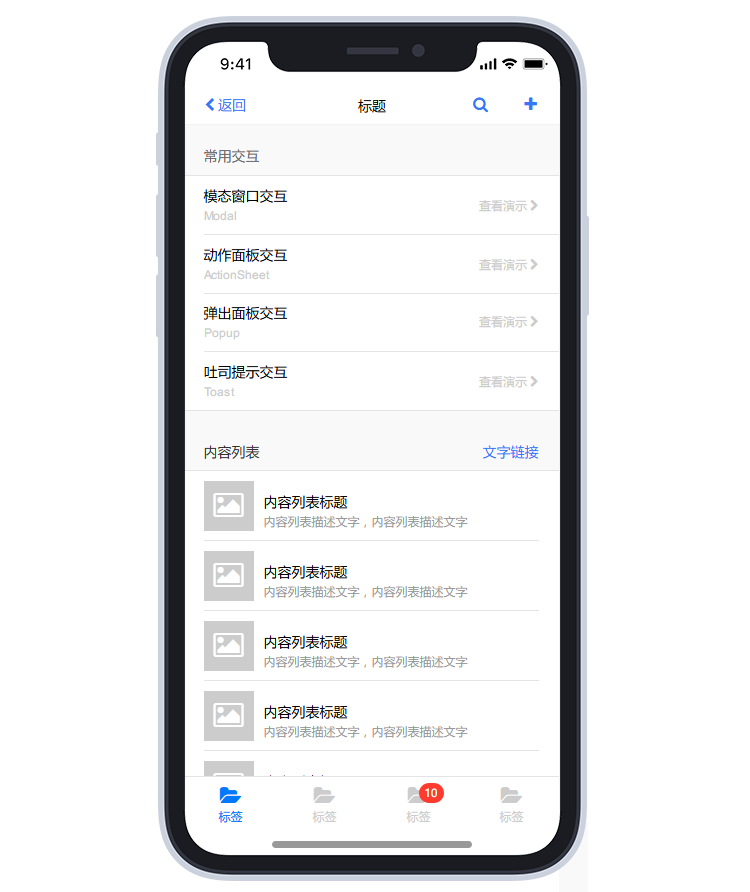 9:41
返回 标题
常用交互
模态窗口交互
Modal
查看演示
动作面板交互
ActionSheet
查看演示
弹出面板交互
Popup
查看演示
吐司提示交互
Toast
查看演示
内容列表 文字链接
内容列表标题
内容列表描述文字，内容列表描述文字
内容列表标题
内容列表描述文字，内容列表描述文字
内容列表标题
内容列表描述文字，内容列表描述文字
内容列表标题
内容列表描述文字，内容列表描述文字
10
标签 标签 标签 标签